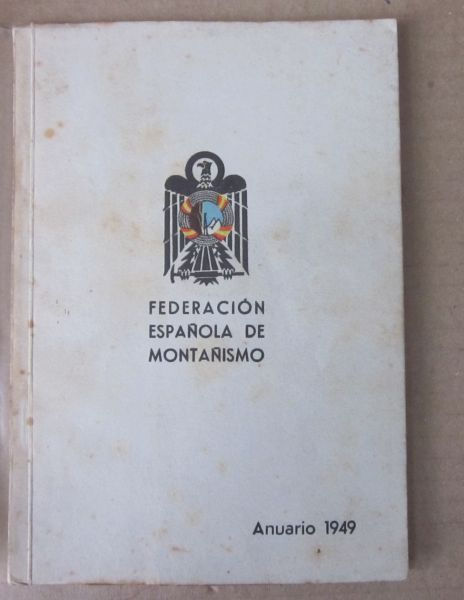 FEDERACIÓN
ESPAÑOLA DE
MONTAÑISMO
Anuario 1949